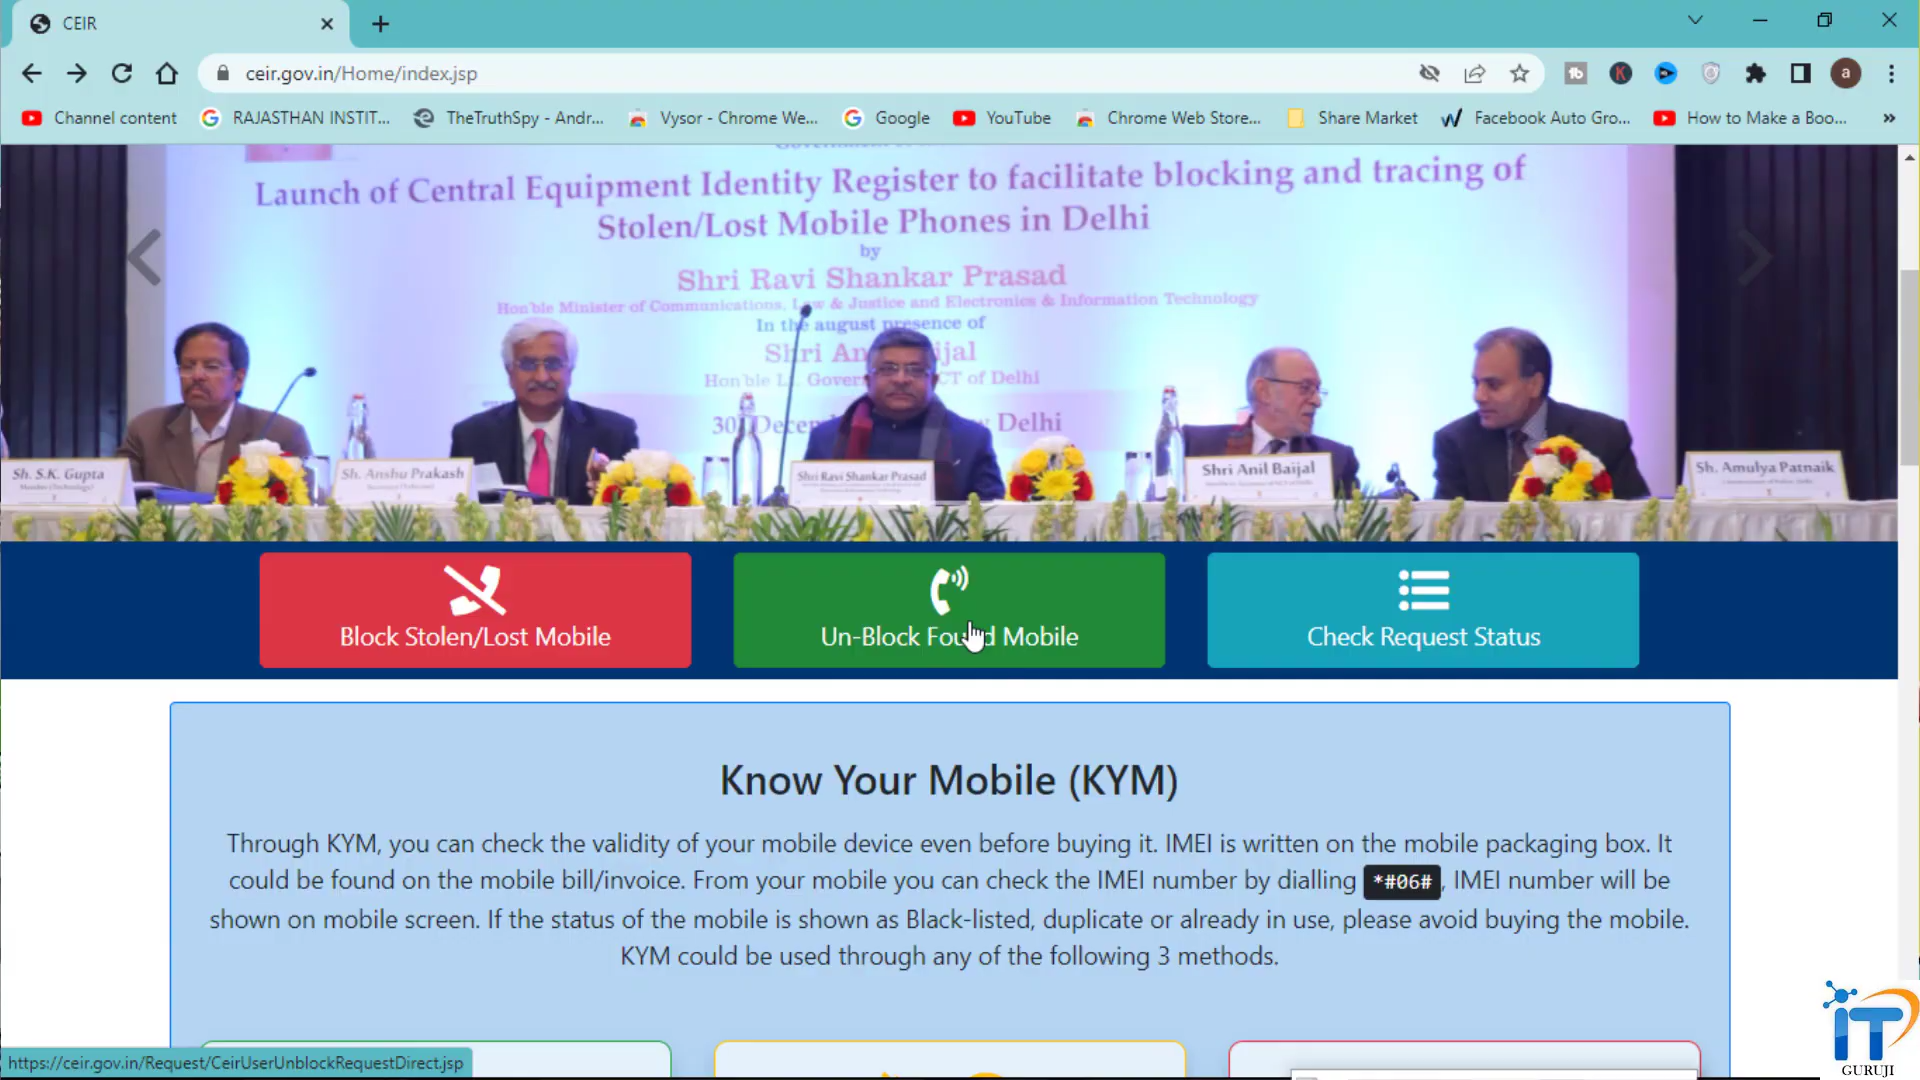 CEIR
ceir.gov.in/Home/index.jsp
Channel content
RAJASTHAN INSTIT...
TheTruthSpy - Andr...
Vysor - Chrome We...
Google
YouTube
Chrome Web Store...
Share Market
Facebook Auto Gro...
How to Make a Boo...
Launch of Central Equipment Identity Register to facilitate blocking and tracing of
Stolen/Lost Mobile Phones in Delhi
by
Shri Ravi Shankar Prasad
Hon'ble Minister of Communications, Law & Justice and Electronics & Information Technology
In the august presence of
Shri
Hon'ble
of Delhi
Delhi
Sh. S.K. Gupta
Sh. Anshu Prakash
Shri Ravi Shankar Prasad
Shri Anil Baijal
Sh. Amulya Patnaik
Block Stolen/Lost Mobile
Un-Block Found Mobile
Check Request Status
Know Your Mobile (KYM)
Through KYM, you can check the validity of your mobile device even before buying it. IMEI is written on the mobile packaging box. It
could be found on the mobile bill/invoice. From your mobile you can check the IMEI number by dialling *#06#, IMEI number will be
shown on mobile screen. If the status of the mobile is shown as Black-listed, duplicate or already in use, please avoid buying the mobile.
KYM could be used through any of the following 3 methods.
https://ceir.gov.in/Request/CeirUserUnblockRequestDirect.jsp
iT
GURUJI